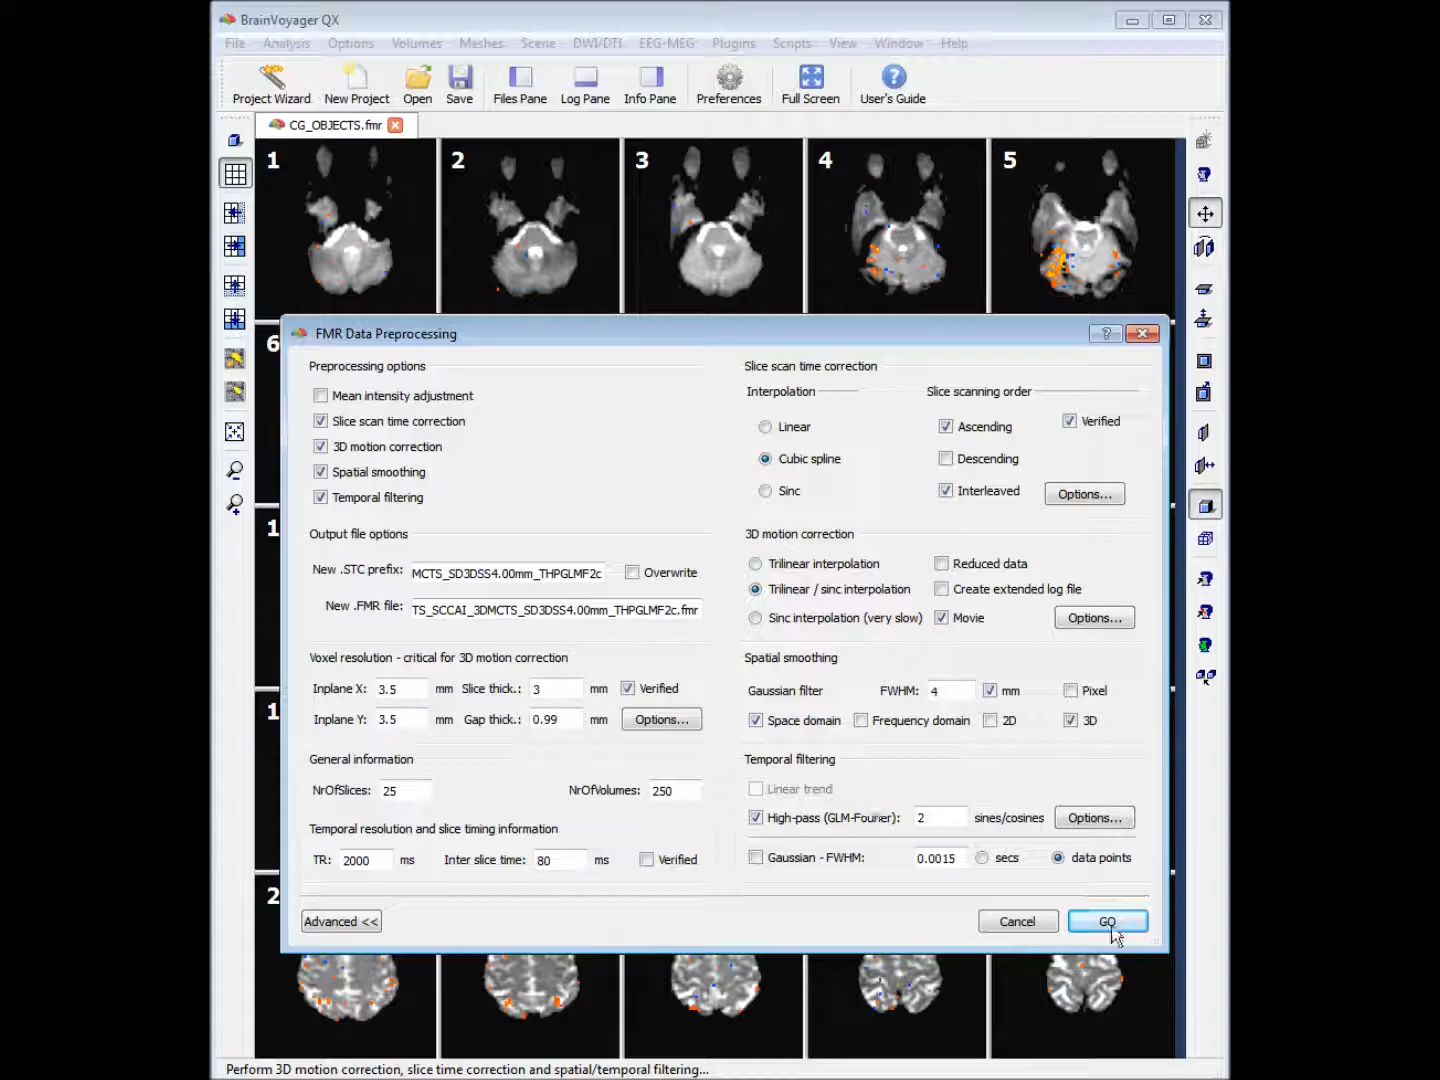 BrainVoyager QX
File Analysis Options Volumes Meshes Scene DWI/DTI EEG-MEG Plugins Scripts View Window Help
Project Wizard New Project Open Save Files Pane Log Pane Info Pane Preferences Full Screen User's Guide
CG_OBJECTS.fmr
1 2 3 4 5
6
FMR Data Preprocessing
Preprocessing options
Mean intensity adjustment
Slice scan time correction
3D motion correction
Spatial smoothing
Temporal filtering
Slice scan time correction
Interpolation Slice scanning order
Linear Ascending Verified
Cubic spline Descending
Sinc Interleaved Options...
1
Output file options
New .STC prefix: MCTS_SD3DSS4.00mm_THPGLMF2c Overwrite
New .FMR file: TS_SCCAI_3DMCTS_SD3DSS4.00mm_THPGLMF2c.fmr
3D motion correction
Trilinear interpolation Reduced data
Trilinear / sinc interpolation Create extended log file
Sinc interpolation (very slow) Movie Options...
Voxel resolution - critical for 3D motion correction
Inplane X: 3.5 mm Slice thick.: 3 mm Verified
Inplane Y: 3.5 mm Gap thick.: 0.99 mm Options...
1
Spatial smoothing
Gaussian filter FWHM: 4 mm Pixel
Space domain Frequency domain 2D 3D
General information
NrOfSlices: 25 NrOfVolumes: 250
Temporal resolution and slice timing information
TR: 2000 ms Inter slice time: 80 ms Verified
Temporal filtering
Linear trend
High-pass (GLM-Fourier): 2 sines/cosines Options...
Gaussian - FWHM: 0.0015 secs data points
2
Advanced << Cancel GO
Perform 3D motion correction, slice time correction and spatial/temporal filtering...